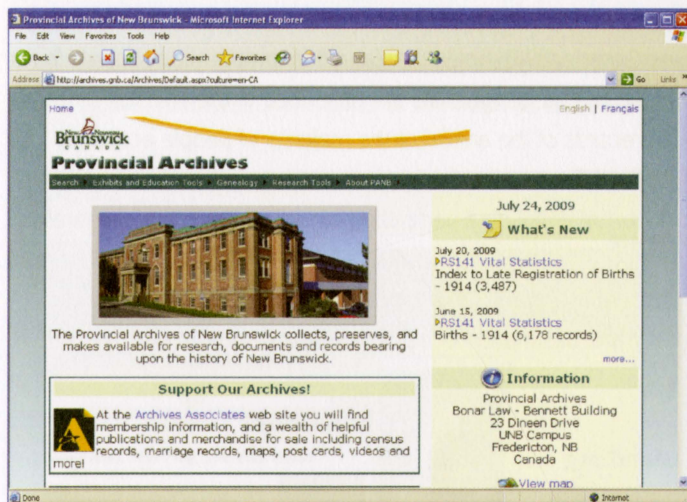 Provincial Archives of New Brunswick - Microsoft Internet Explorer
File Edit View Favorites Tools Help
Back Search Favorites
Address http://archives.gnb.ca/Archives/Default.aspx?culture=en-CA Go Links
Home
English | Français
New Nouveau
Brunswick
CANADA
Provincial Archives
Search Exhibits and Education Tools Genealogy Research Tools About PANB
The Provincial Archives of New Brunswick collects, preserves, and
makes available for research, documents and records bearing
upon the history of New Brunswick.
Support Our Archives!
At the Archives Associates web site you will find
membership information, and a wealth of helpful
publications and merchandise for sale including census
records, marriage records, maps, post cards, videos and
more!
July 24, 2009
What's New
July 20, 2009
RS141 Vital Statistics
Index to Late Registration of Births
- 1914 (3,487)
June 15, 2009
RS141 Vital Statistics
Births - 1914 (6,178 records)
more...
Information
Provincial Archives
Bonar Law - Bennett Building
23 Dineen Drive
UNB Campus
Fredericton, NB
Canada
View map
Done
Internet